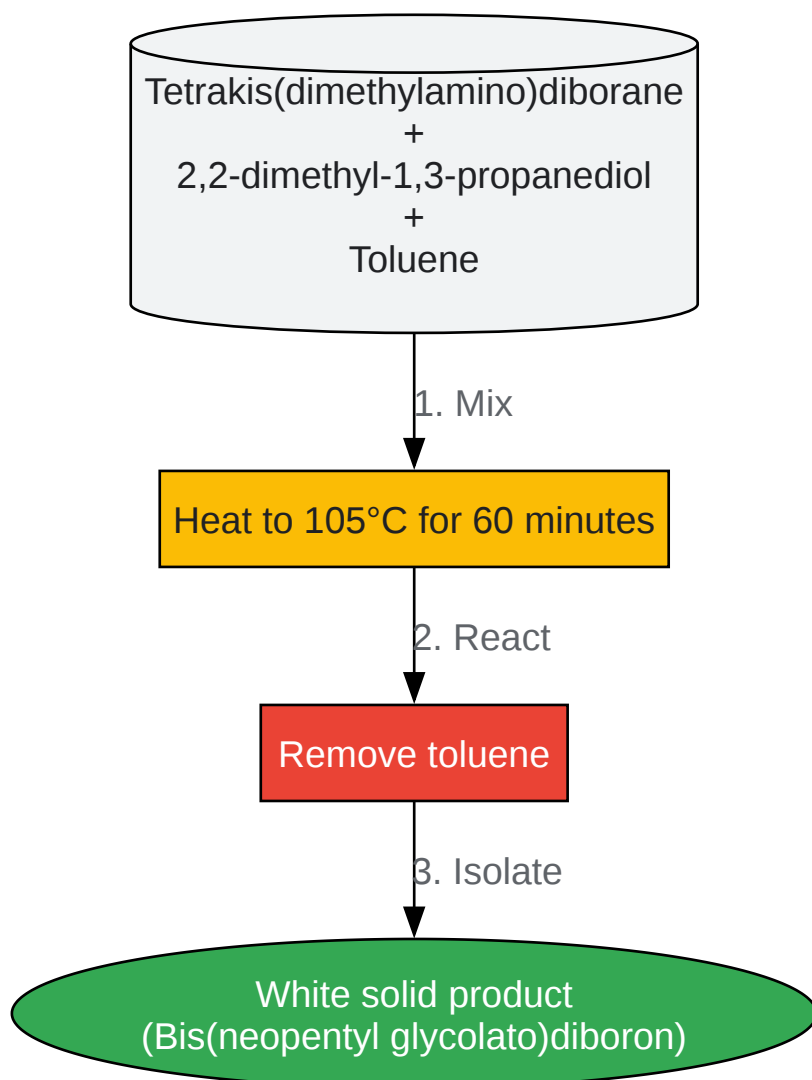 Tetrakis(dimethylamino)diborane
+
2,2-dimethyl-1,3-propanediol
+
Toluene
1. Mix
Heat to 105°C for 60 minutes
2. React
Remove toluene
3. Isolate
White solid product
(Bis(neopentyl glycolato)diboron)